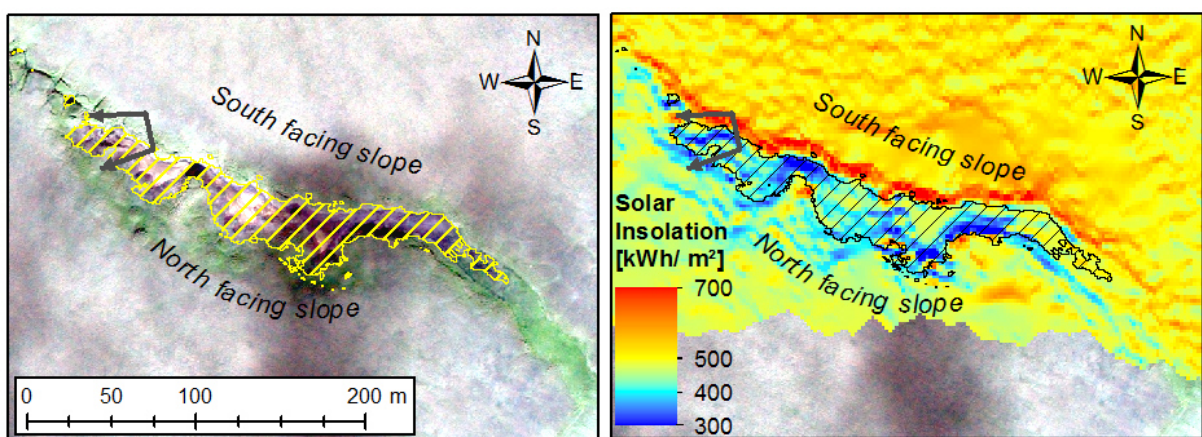 N
W E
S
South facing slope
North facing slope
0 50 100 200 m
N
W E
S
South facing slope
Solar
Insolation
[kWh/ m²]
North facing slope
700
500
400
300